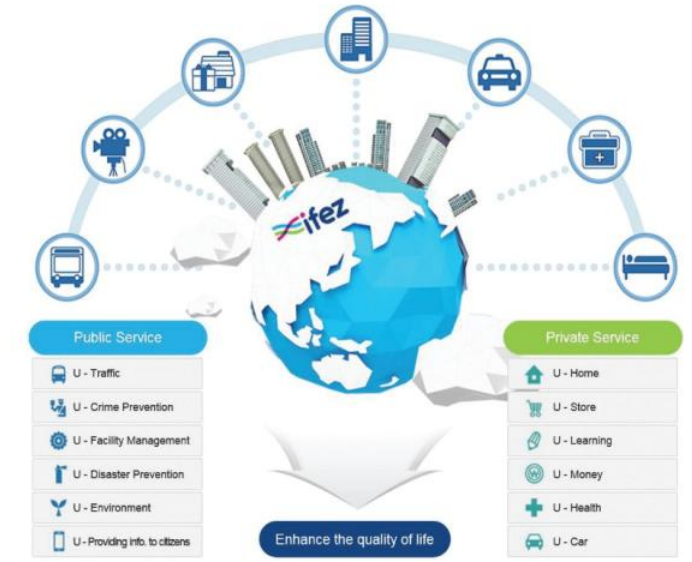 ifez
Public Service
U - Traffic
U - Crime Prevention
U - Facility Management
U - Disaster Prevention
U - Environment
U - Providing info. to citizens
Private Service
U - Home
U - Store
U - Learning
U - Money
U - Health
U - Car
Enhance the quality of life